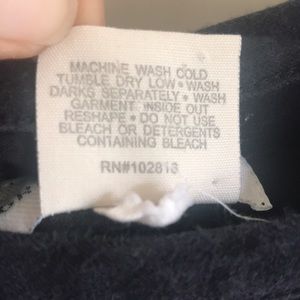 MACHINE WASH COLD
TUMBLE DRY LOW • WASH
DARKS SEPARATELY • WASH
GARMENT INSIDE OUT
RESHAPE • DO NOT USE
BLEACH OR DETERGENTS
CONTAINING BLEACH
RN#102813